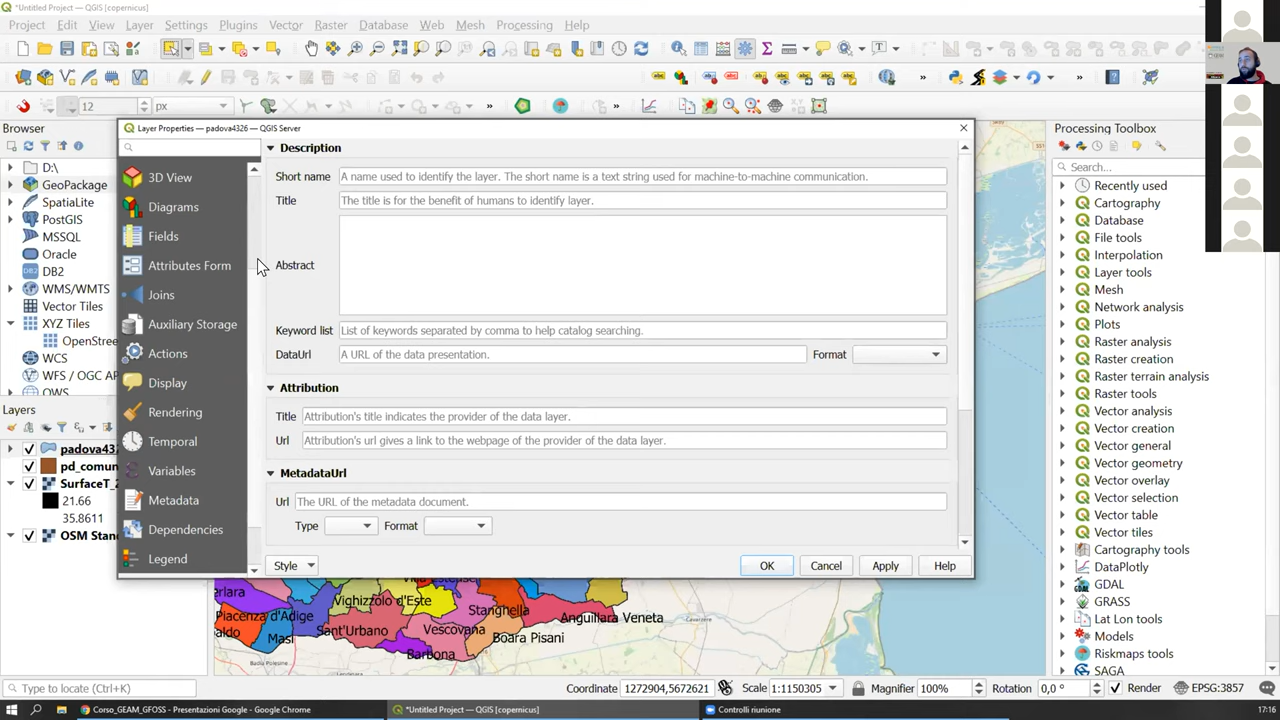 *Untitled Project — QGIS [copernicus]
Project Edit View Layer Settings Plugins Vector Raster Database Web Mesh Processing Help
12 px
Browser
D:\
GeoPackage
SpatiaLite
PostGIS
MSSQL
Oracle
DB2
WMS/WMTS
Vector Tiles
XYZ Tiles
OpenStree
WCS
WFS / OGC AP
OWS
Layers
padova432
pd_comun
SurfaceT_2
21.66
35.8611
OSM Stand
Layer Properties — padova4326 — QGIS Server
3D View
Diagrams
Fields
Attributes Form
Joins
Auxiliary Storage
Actions
Display
Rendering
Temporal
Variables
Metadata
Dependencies
Legend
Description
Short name A name used to identify the layer. The short name is a text string used for machine-to-machine communication.
Title The title is for the benefit of humans to identify layer.
Abstract
Keyword list List of keywords separated by comma to help catalog searching.
DataUrl A URL of the data presentation. Format
Attribution
Title Attribution's title indicates the provider of the data layer.
Url Attribution's url gives a link to the webpage of the provider of the data layer.
MetadataUrl
Url The URL of the metadata document.
Type Format
Style OK Cancel Apply Help
Vighizzolo d'Este
Piacenza d'Adige
Stanghella
Anguillara Veneta
Masi
Sant'Urbano
Vescovana
Boara Pisani
Barbona
Badia Polesine
Cavarzere
Processing Toolbox
Search...
Recently used
Cartography
Database
File tools
Interpolation
Layer tools
Mesh
Network analysis
Plots
Raster analysis
Raster creation
Raster terrain analysis
Raster tools
Vector analysis
Vector creation
Vector general
Vector geometry
Vector overlay
Vector selection
Vector table
Vector tiles
Cartography tools
DataPlotly
GDAL
GRASS
Lat Lon tools
Models
Riskmaps tools
SAGA
Type to locate (Ctrl+K) Coordinate 1272904,5672621 Scale 1:1150305 Magnifier 100% Rotation 0,0 ° Render EPSG:3857
Corso_GEAM_GFOSS - Presentazioni Google - Google Chrome *Untitled Project — QGIS [copernicus] Controlli riunione 17:16